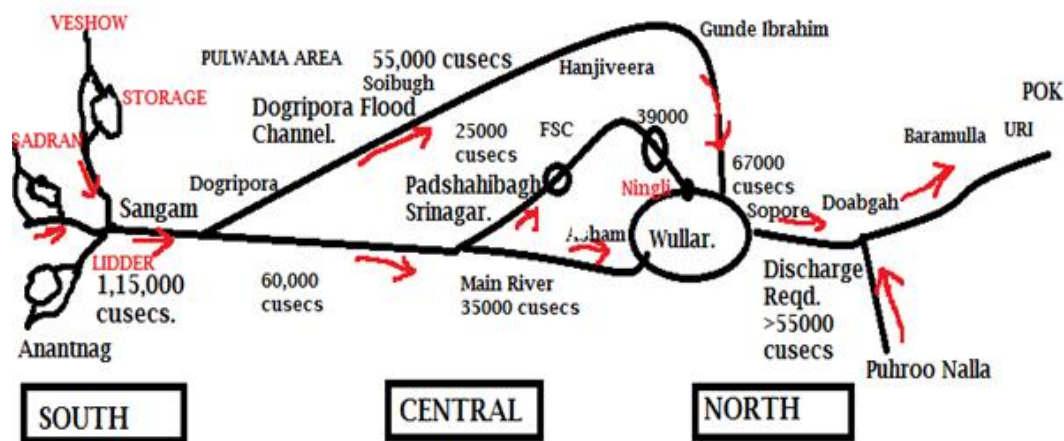 VESHOW
PULWAMA AREA
55,000 cusecs
Gunde Ibrahim
STORAGE
Soibugh
Hanjiveera
POK
Dogripora Flood
Channel.
25000
cusecs
FSC
39000
Baramulla
URI
SADRAN
Dogripora
Padshahibagh
Srinagar.
Ningli
67000
cusecs
Sangam
Sopore
Doabgah
LIDDER
1,15,000
cusecs.
60,000
cusecs
Main River
35000 cusecs
Wullar.
Discharge
Reqd.
>55000
cusecs
Anantnag
Puhroo Nalla
SOUTH
CENTRAL
NORTH